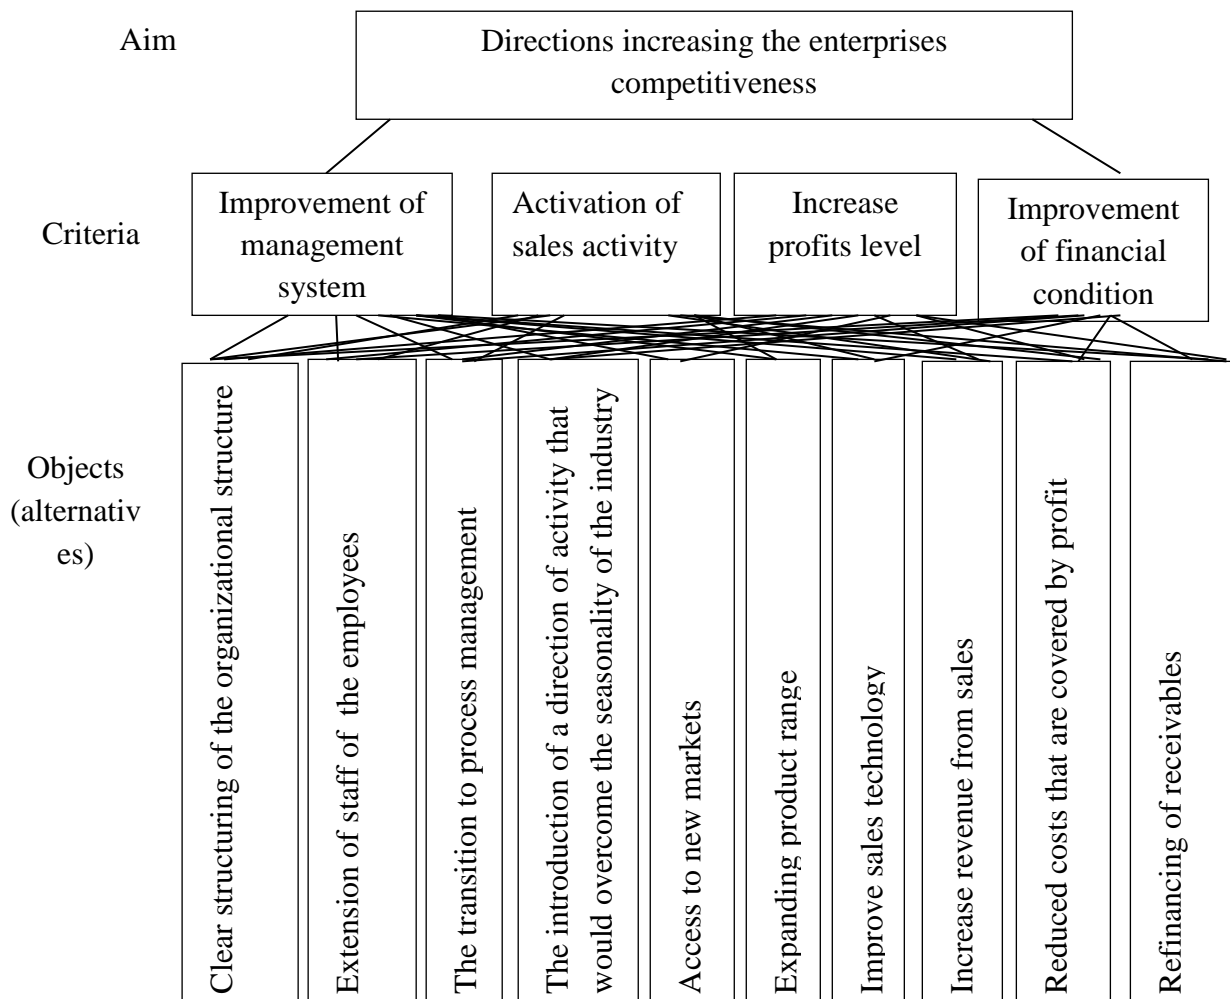 Aim
Directions increasing the enterprises
competitiveness
Criteria
Improvement of
management
system
Activation of
sales activity
Increase
profits level
Improvement
of financial
condition
Objects
(alternativ
es)
Clear structuring of the organizational structure
Extension of staff of the employees
The transition to process management
The introduction of a direction of activity that
would overcome the seasonality of the industry
Access to new markets
Expanding product range
Improve sales technology
Increase revenue from sales
Reduced costs that are covered by profit
Refinancing of receivables